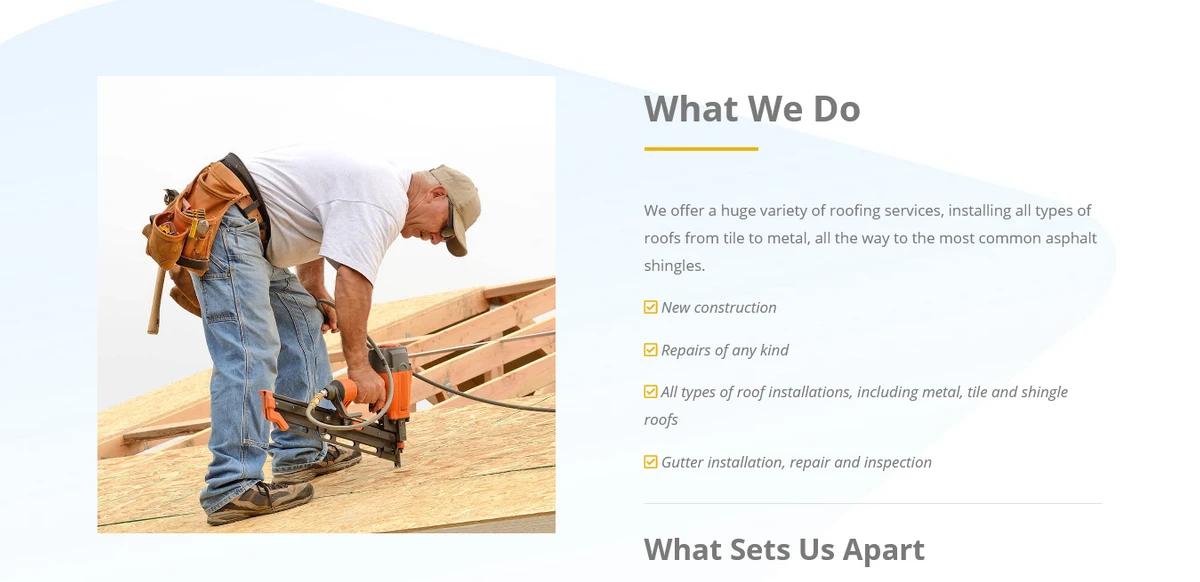 What We Do
We offer a huge variety of roofing services, installing all types of
roofs from tile to metal, all the way to the most common asphalt
shingles.
New construction
Repairs of any kind
All types of roof installations, including metal, tile and shingle
roofs
Gutter installation, repair and inspection
What Sets Us Apart